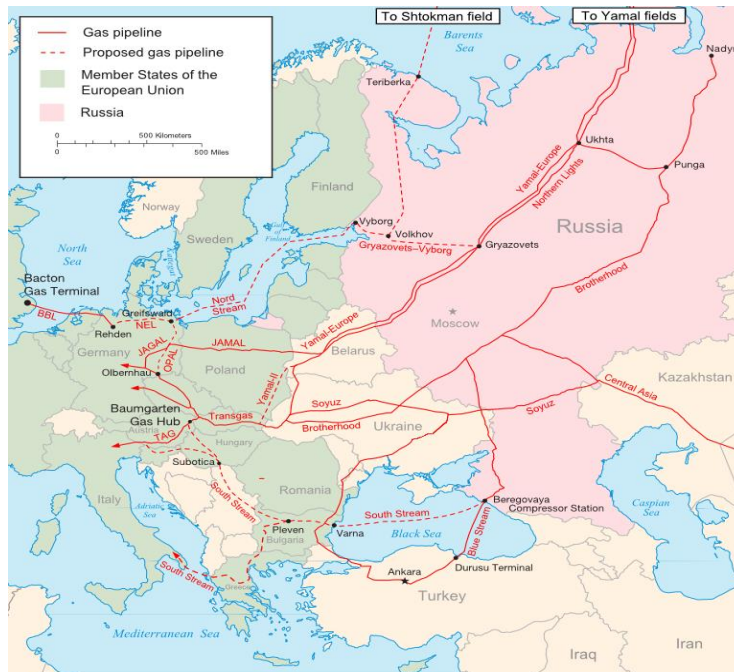 To Shtokman field
To Yamal fields
Gas pipeline
Proposed gas pipeline
Member States of the
European Union
Russia
0
500 Kilometers
0
500 Miles
Barents
Sea
Nady
Teriberka
Ukhta
Yamal-Europe
Northern Lights
Punga
Finland
Norway
Sweden
Vyborg
Volkhov
Gulf
of
Finland
Gryazovets
Gryazovets–Vyborg
Russia
North
Sea
Kattegat
Bacton
Gas Terminal
BBL
Greifswald
NEL
Rehden
Nord
Stream
Brotherhood
Moscow
Yamal-Europe
Belarus
JAGAL
JAMAL
OPAL
Germany
Poland
Olbernhau
Yamal-II
Kazakhstan
Central Asia
Soyuz
Soyuz
Transgas
Brotherhood
Ukraine
Baumgarten
Gas Hub
Austria
TAG
Hungary
Subotica
Romania
South Stream
Italy
Adriatic
Sea
Pleven
Bulgaria
Varna
South Stream
Black Sea
Beregovaya
Compressor Station
Blue Stream
Caspian
Sea
Durusu Terminal
Ankara
Turkey
South Stream
Greece
Mediterranean Sea
Iraq
Iran